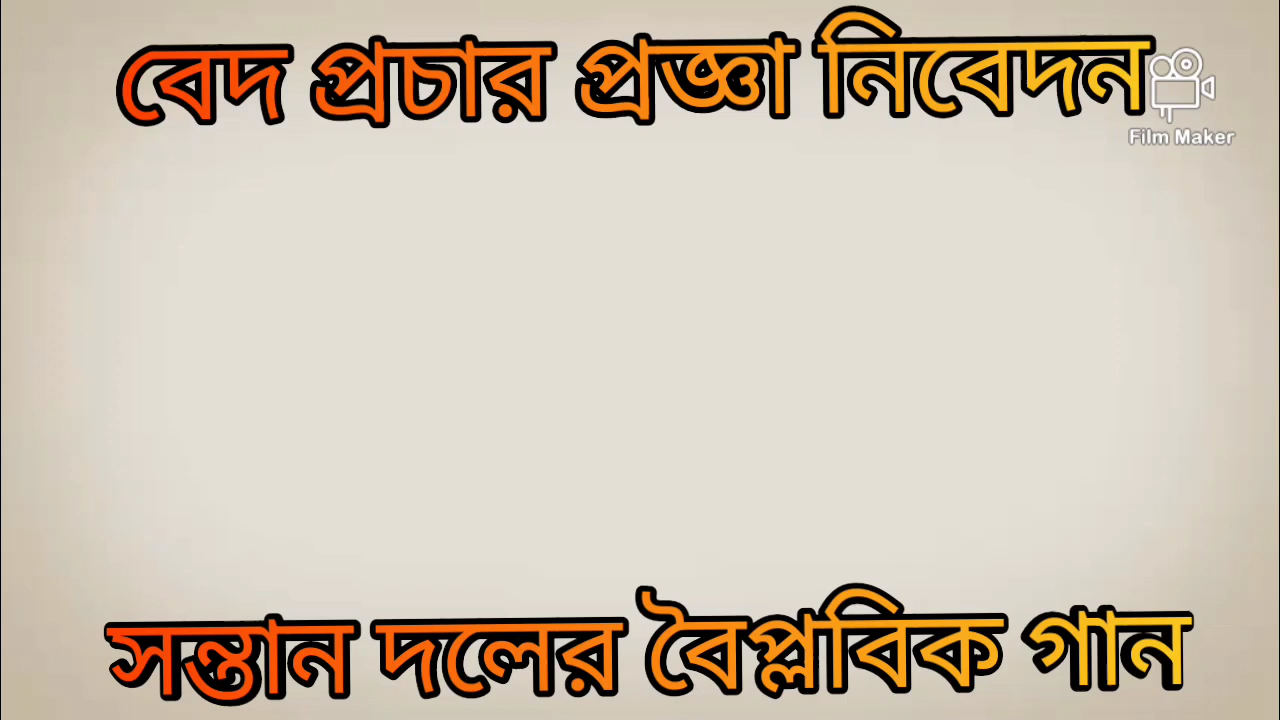 বেদ প্রচার প্রজ্ঞা নিবেদন
Film Maker
সন্তান দলের বৈপ্লবিক গান